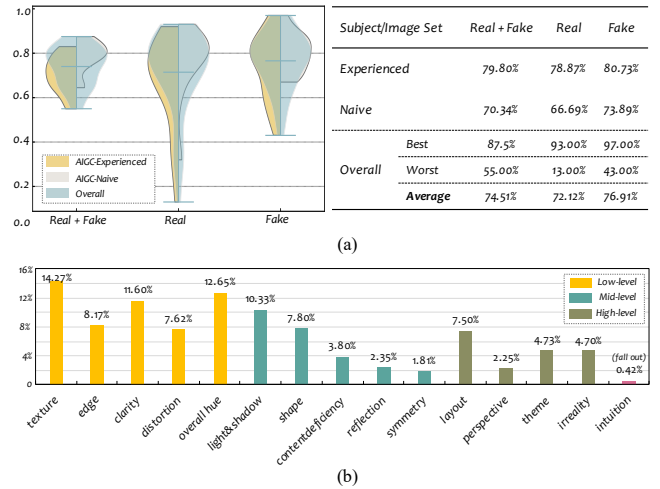 (a)
1.0
0.8
0.6
0.4
0.2
0.0
AIGC-Experienced
AIGC-Naive
Overall
Real + Fake
Real
Fake
Subject/Image Set Real + Fake Real Fake
Experienced 79.80% 78.87% 80.73%
Naive 70.34% 66.69% 73.89%
Overall
Best 87.5% 93.00% 97.00%
Worst 55.00% 13.00% 43.00%
Average 74.51% 72.12% 76.91%
(a)
16%
12%
8%
4%
0
14.27%
8.17%
11.60%
7.62%
12.65%
10.33%
7.80%
3.80%
2.35%
1.81%
7.50%
2.25%
4.73%
4.70%
(fall out)
0.42%
Low-level
Mid-level
High-level
texture
edge
clarity
distortion
overall hue
light&shadow
shape
contentdeficiency
reflection
symmetry
layout
perspective
theme
irreality
intuition
(b)